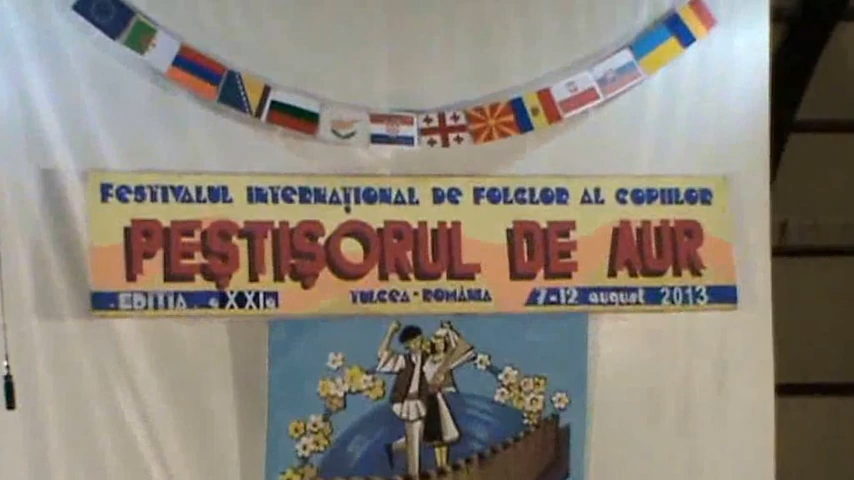 FESTIVALUL INTERNAȚIONAL DE FOLCLOR AL COPIILOR
PEȘTIȘORUL DE AUR
EDIȚIA a XXI a TULCEA - ROMÂNIA 7-12 august 2013